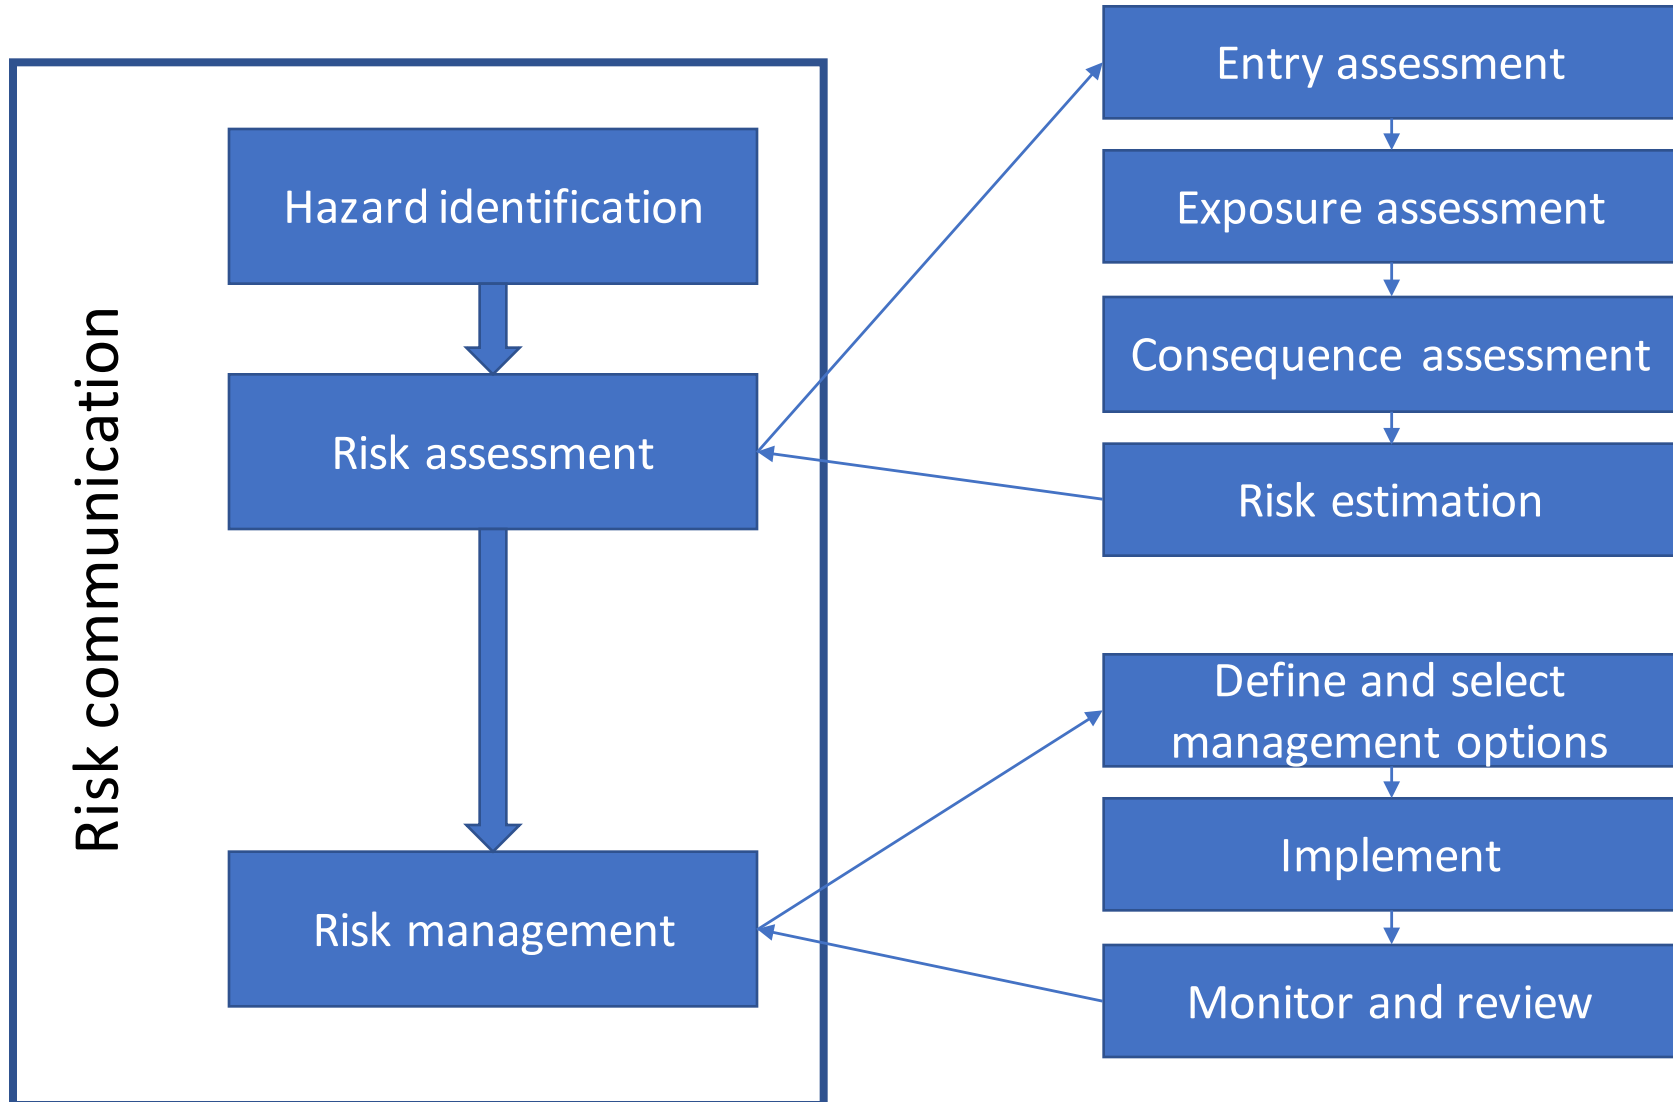 Risk communication
Hazard identification
Risk assessment
Risk management
Entry assessment
Exposure assessment
Consequence assessment
Risk estimation
Define and select
management options
Implement
Monitor and review